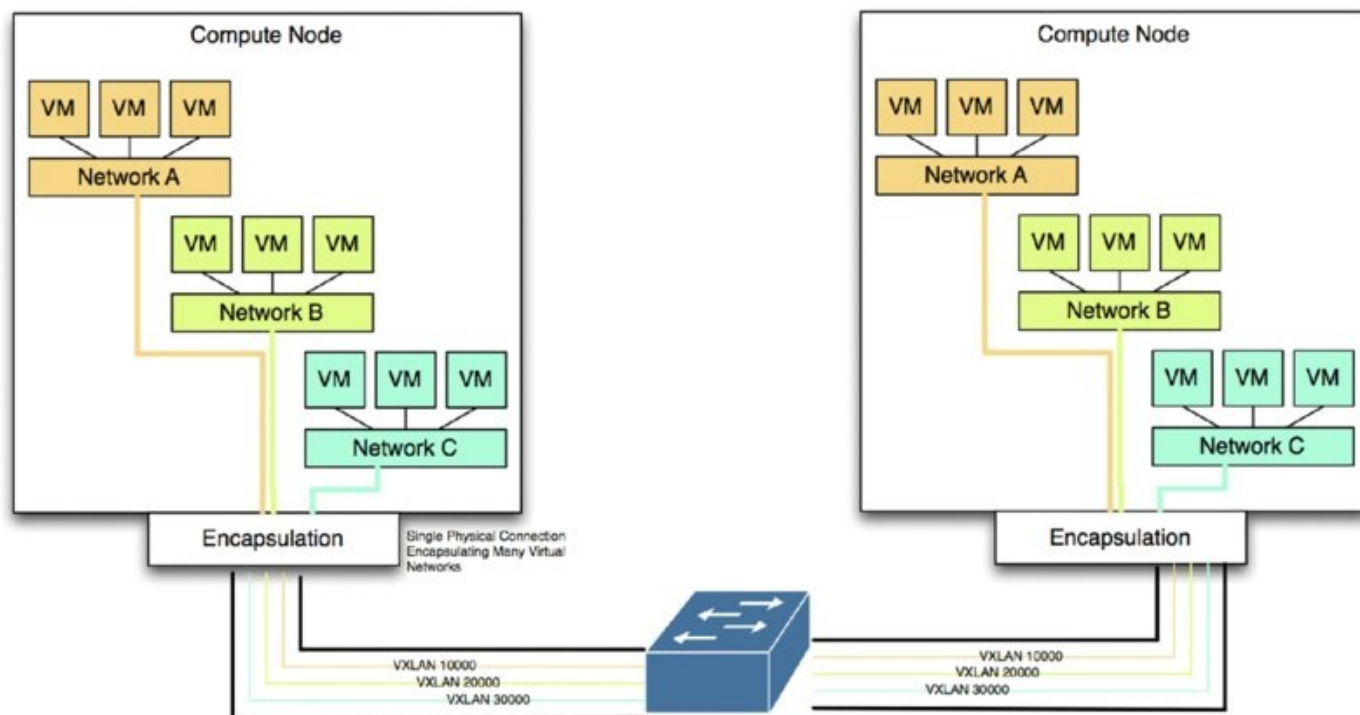 Compute Node
VM VM VM
Network A
VM VM VM
Network B
VM VM VM
Network C
Encapsulation
Single Physical Connection
Encapsulating Many Virtual
Networks
VXLAN 10000
VXLAN 20000
VXLAN 30000
Compute Node
VM VM VM
Network A
VM VM VM
Network B
VM VM VM
Network C
Encapsulation
VXLAN 10000
VXLAN 20000
VXLAN 30000